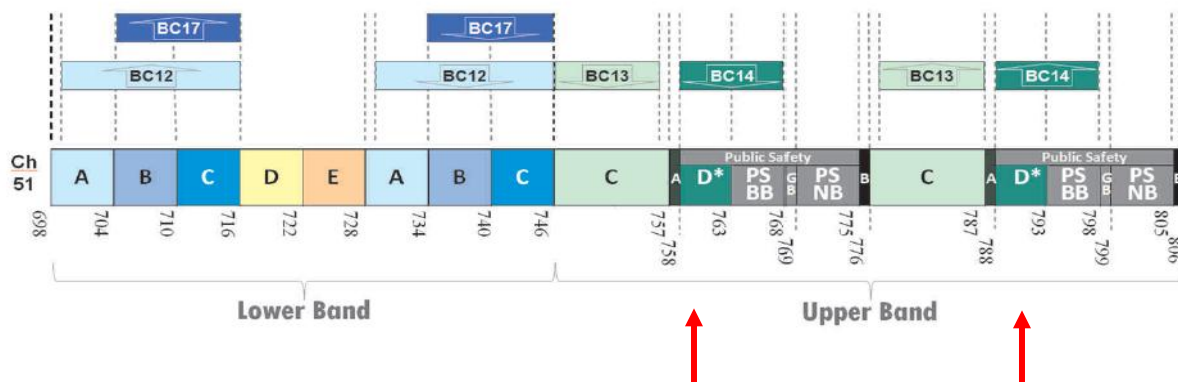 BC17 BC17
BC12 BC12 BC13 BC14 BC13 BC14
Public Safety Public Safety
Ch 51 A B C D E A B C C A D* PS BB G B PS NB B C A D* PS BB G B PS NB B
698 704 710 716 722 728 734 740 746 757 758 763 768 769 775 776 787 788 793 798 799 805 806
Lower Band Upper Band